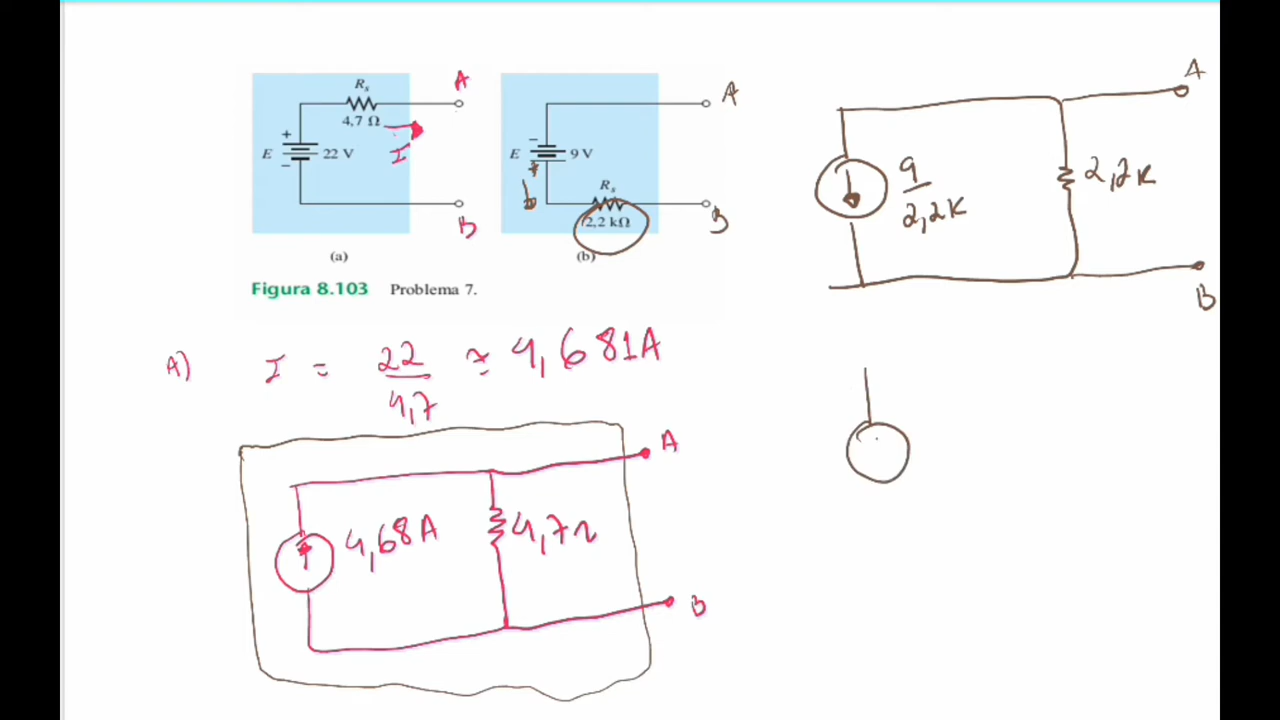 Rs
4,7 Ω
+
E
22 V
−
I
A
B
(a)
−
E
9 V
+
Rs
2,2 kΩ
A
B
(b)
Figura 8.103 Problema 7.
9/2,2K
2,2K
A
B
A) I = 22/4,7 ≅ 4,681A
4,68A
4,7Ω
A
B